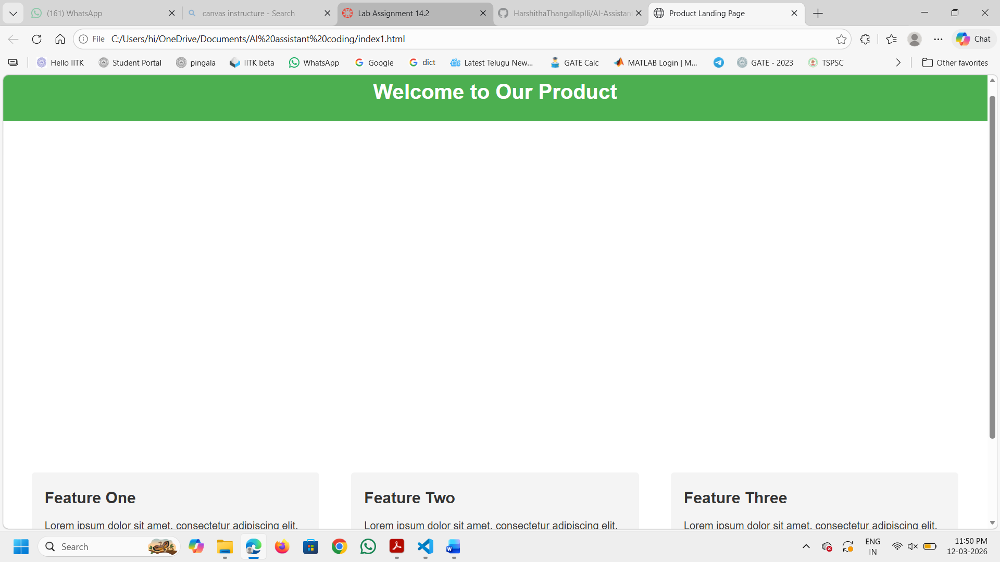 (161) WhatsApp
canvas instructure - Search
Lab Assignment 14.2
HarshithaThangallaplli/AI-Assistant
Product Landing Page
File C:/Users/hi/OneDrive/Documents/AI%20assistant%20coding/index1.html
Chat
Hello IITK
Student Portal
pingala
IITK beta
WhatsApp
Google
dict
Latest Telugu New...
GATE Calc
MATLAB Login | M...
GATE - 2023
TSPSC
Other favorites
Welcome to Our Product
Feature One
Lorem ipsum dolor sit amet, consectetur adipiscing elit.
Feature Two
Lorem ipsum dolor sit amet, consectetur adipiscing elit.
Feature Three
Lorem ipsum dolor sit amet, consectetur adipiscing elit.
Search
ENG
IN
11:50 PM
12-03-2026